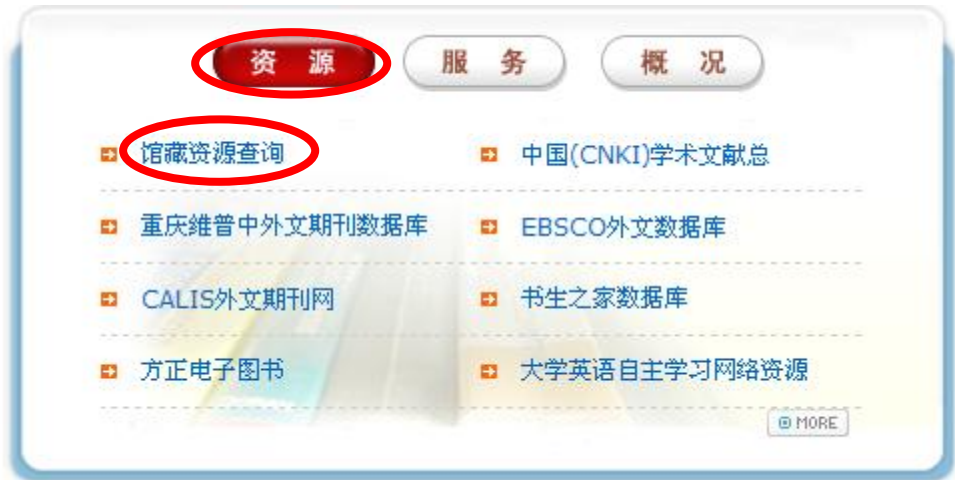 资 源 服 务 概 况
馆藏资源查询 中国(CNKI)学术文献总
重庆维普中外文期刊数据库 EBSCO外文数据库
CALIS外文期刊网 书生之家数据库
方正电子图书 大学英语自主学习网络资源
MORE